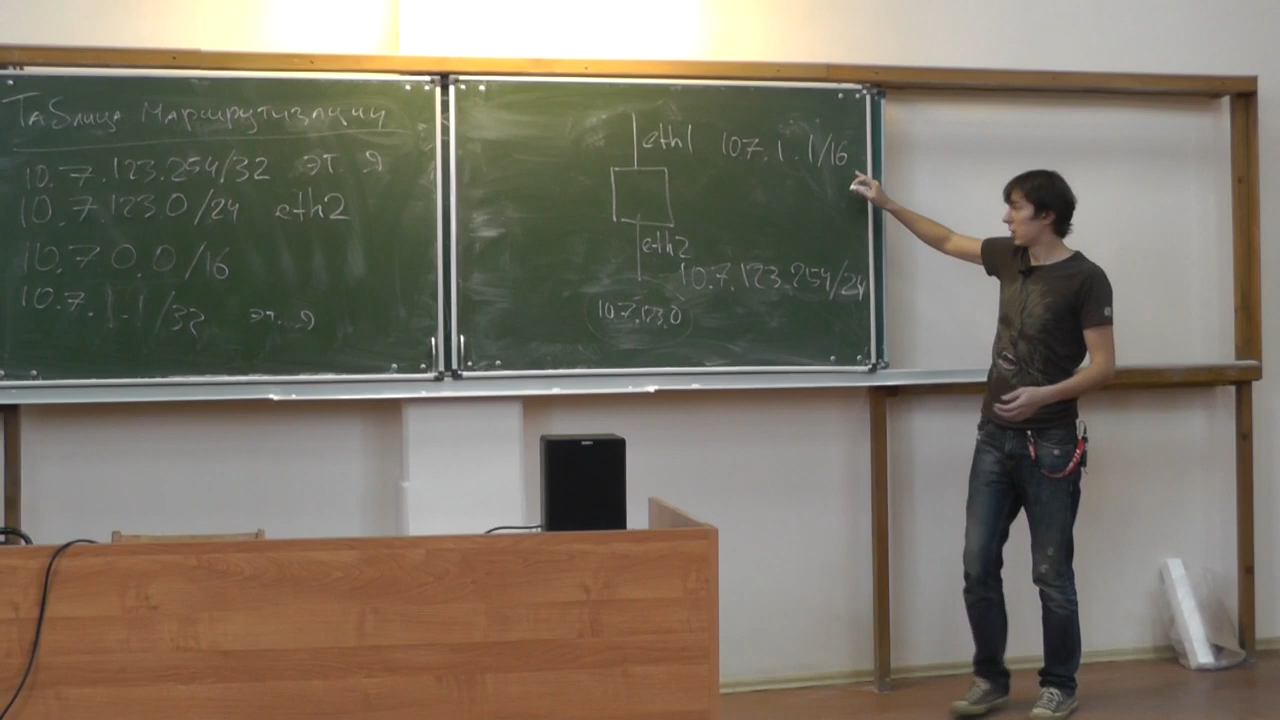 Таблица Маршрутизации
10.7.123.254/32 эт. Я
10.7.123.0/24 eth2
10.7.0.0/16
10.7.1.1/32 эт. Я
eth1 107.1.1/16
eth2
10.7.123.254/24
10.7.123.0